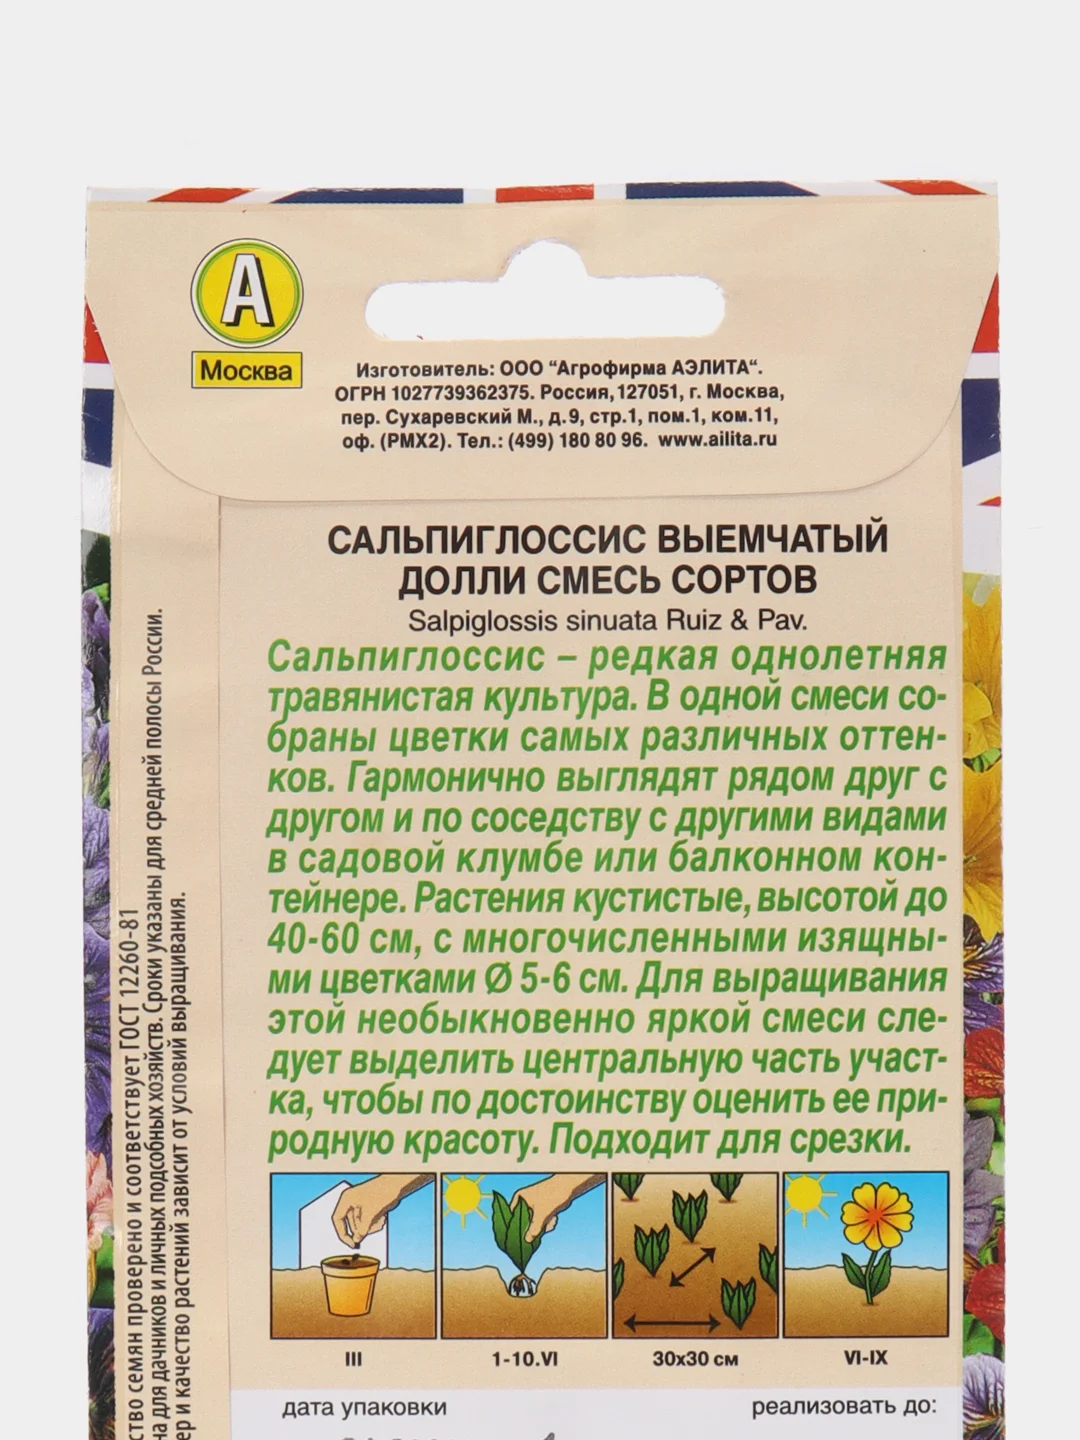 А
Москва
Изготовитель: ООО “Агрофирма АЭЛИТА“.
ОГРН 1027739362375. Россия, 127051, г. Москва,
пер. Сухаревский М., д.9, стр.1, пом.1, ком.11,
оф. (РМХ2). Тел.: (499) 180 80 96. www.ailita.ru
САЛЬПИГЛОССИС ВЫЕМЧАТЫЙ
ДОЛЛИ СМЕСЬ СОРТОВ
Salpiglossis sinuata Ruiz & Pav.
Сальпиглоссис – редкая однолетняя
травянистая культура. В одной смеси со-
браны цветки самых различных оттен-
ков. Гармонично выглядят рядом друг с
другом и по соседству с другими видами
в садовой клумбе или балконном кон-
тейнере. Растения кустистые, высотой до
40-60 см, с многочисленными изящны-
ми цветками Ø 5-6 см. Для выращивания
этой необыкновенно яркой смеси сле-
дует выделить центральную часть участ-
ка, чтобы по достоинству оценить ее при-
родную красоту. Подходит для срезки.
III
1-10.VI
30х30 см
VI-IX
дата упаковки
реализовать до:
ство семян проверено и соответствует ГОСТ 12260-81
на для дачников и личных подсобных хозяйств. Сроки указаны для средней полосы России.
ер и качество растений зависит от условий выращивания.